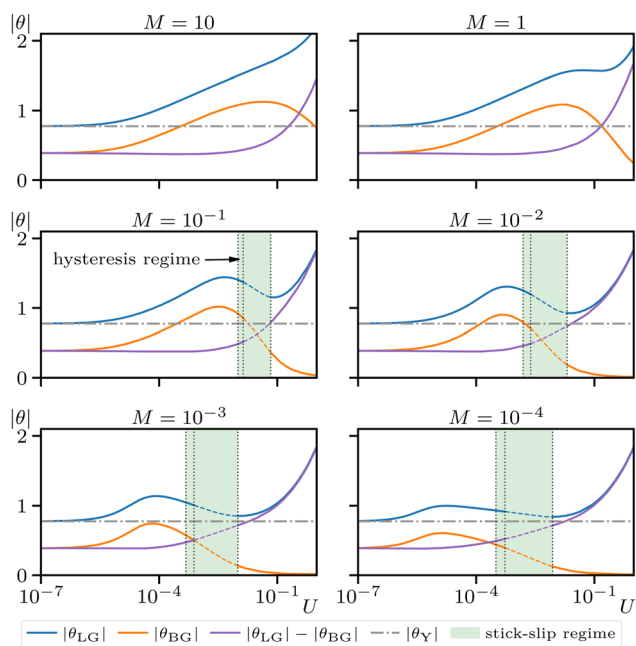 |θ| M = 10 M = 1
2
1
0
|θ| M = 10⁻¹ M = 10⁻²
2
hysteresis regime
1
0
|θ| M = 10⁻³ M = 10⁻⁴
2
1
0
10⁻⁷ 10⁻⁴ 10⁻¹ U 10⁻⁷ 10⁻⁴ 10⁻¹ U
|θ_LG| |θ_BG| |θ_LG| − |θ_BG| |θ_Y| stick-slip regime